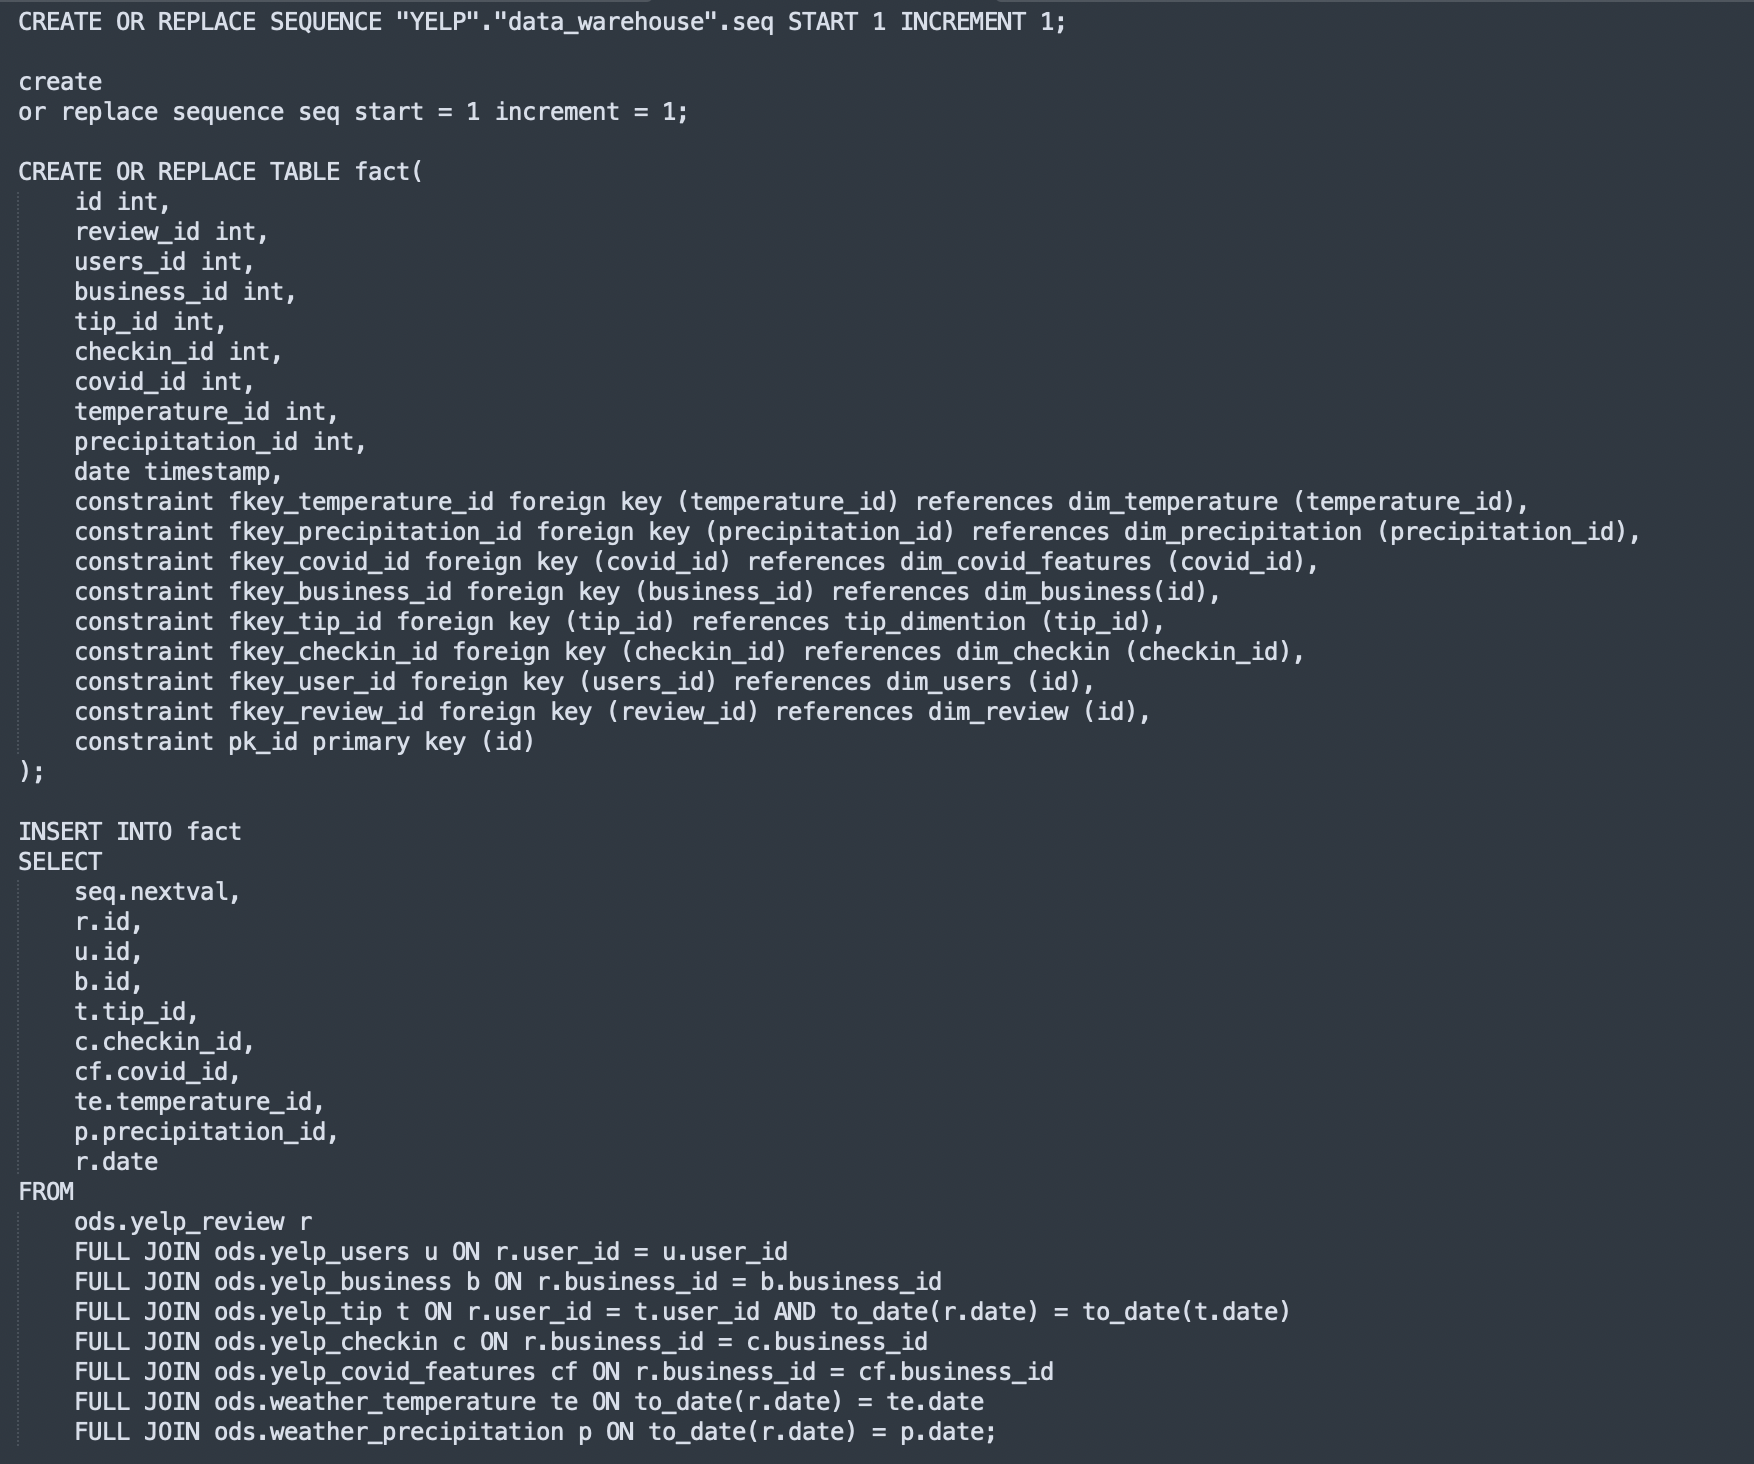 CREATE OR REPLACE SEQUENCE "YELP"."data_warehouse".seq START 1 INCREMENT 1;
create
or replace sequence seq start = 1 increment = 1;
CREATE OR REPLACE TABLE fact(
id int,
review_id int,
users_id int,
business_id int,
tip_id int,
checkin_id int,
covid_id int,
temperature_id int,
precipitation_id int,
date timestamp,
constraint fkey_temperature_id foreign key (temperature_id) references dim_temperature (temperature_id),
constraint fkey_precipitation_id foreign key (precipitation_id) references dim_precipitation (precipitation_id),
constraint fkey_covid_id foreign key (covid_id) references dim_covid_features (covid_id),
constraint fkey_business_id foreign key (business_id) references dim_business(id),
constraint fkey_tip_id foreign key (tip_id) references tip_dimention (tip_id),
constraint fkey_checkin_id foreign key (checkin_id) references dim_checkin (checkin_id),
constraint fkey_user_id foreign key (users_id) references dim_users (id),
constraint fkey_review_id foreign key (review_id) references dim_review (id),
constraint pk_id primary key (id)
);
INSERT INTO fact
SELECT
seq.nextval,
r.id,
u.id,
b.id,
t.tip_id,
c.checkin_id,
cf.covid_id,
te.temperature_id,
p.precipitation_id,
r.date
FROM
ods.yelp_review r
FULL JOIN ods.yelp_users u ON r.user_id = u.user_id
FULL JOIN ods.yelp_business b ON r.business_id = b.business_id
FULL JOIN ods.yelp_tip t ON r.user_id = t.user_id AND to_date(r.date) = to_date(t.date)
FULL JOIN ods.yelp_checkin c ON r.business_id = c.business_id
FULL JOIN ods.yelp_covid_features cf ON r.business_id = cf.business_id
FULL JOIN ods.weather_temperature te ON to_date(r.date) = te.date
FULL JOIN ods.weather_precipitation p ON to_date(r.date) = p.date;